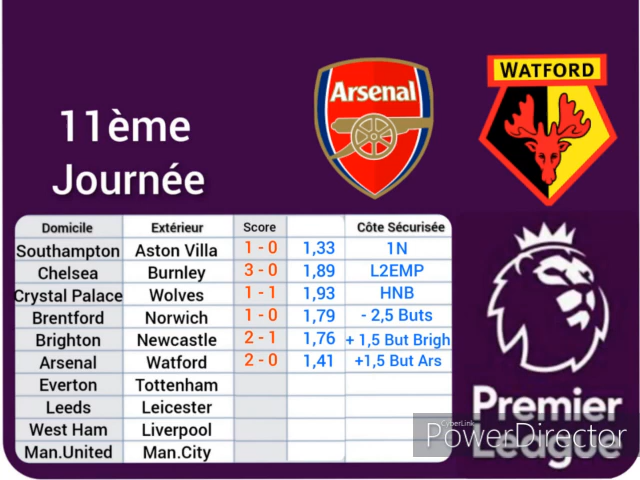 Arsenal
WATFORD
11ème
Journée
Domicile Extérieur Score Côte Sécurisée
Southampton Aston Villa 1 - 0 1,33 1N
Chelsea Burnley 3 - 0 1,89 L2EMP
Crystal Palace Wolves 1 - 1 1,93 HNB
Brentford Norwich 1 - 0 1,79 - 2,5 Buts
Brighton Newcastle 2 - 1 1,76 + 1,5 But Brigh
Arsenal Watford 2 - 0 1,41 +1,5 But Ars
Everton Tottenham
Leeds Leicester
West Ham Liverpool
Man.United Man.City
Premier
League
CyberLink
PowerDirector